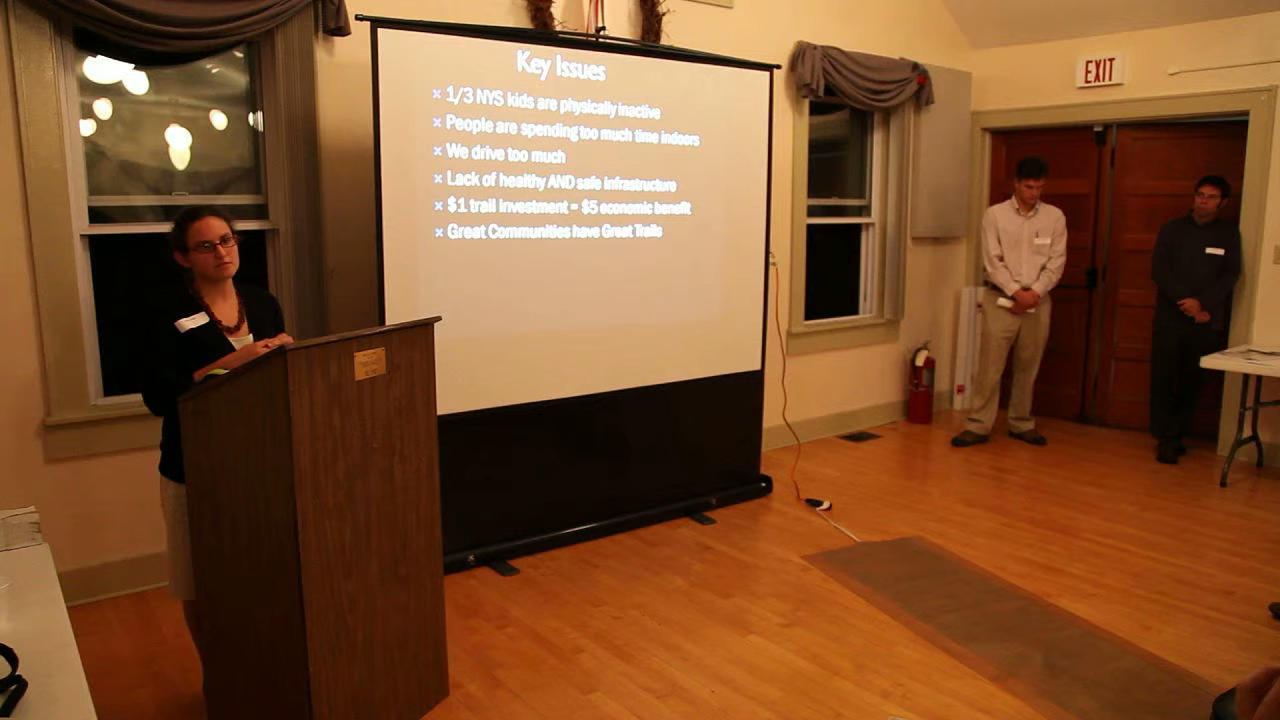 Key Issues
1/3 NYS kids are physically inactive
People are spending too much time indoors
We drive too much
Lack of healthy AND safe infrastructure
$1 trail investment = $5 economic benefit
Great Communities have Great Trails
EXIT